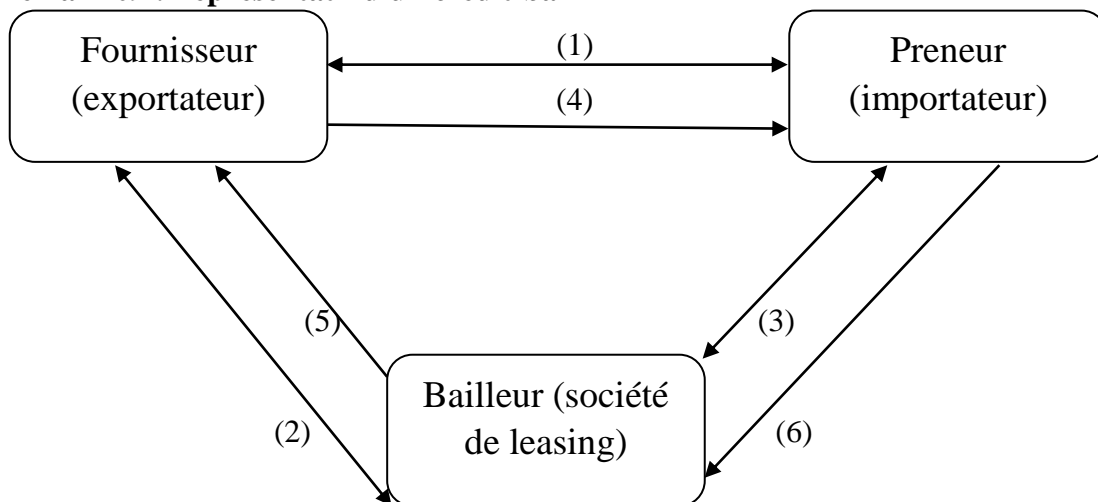 Fournisseur
(exportateur)
(1)
(4)
Preneur
(importateur)
(5)
(3)
(2)
(6)
Bailleur (société
de leasing)